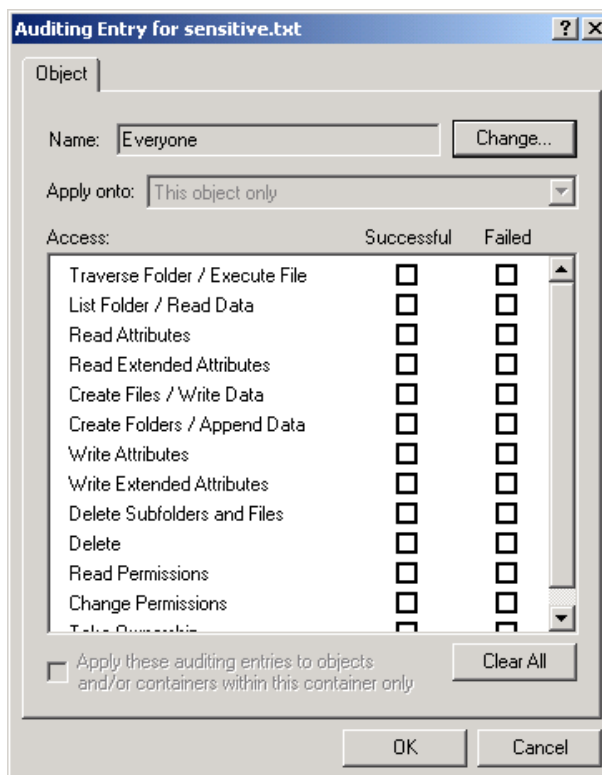 Auditing Entry for sensitive.txt
Object
Name: Everyone Change...
Apply onto: This object only
Access: Successful Failed
Traverse Folder / Execute File
List Folder / Read Data
Read Attributes
Read Extended Attributes
Create Files / Write Data
Create Folders / Append Data
Write Attributes
Write Extended Attributes
Delete Subfolders and Files
Delete
Read Permissions
Change Permissions
Take Ownership
Apply these auditing entries to objects
and/or containers within this container only
Clear All
OK Cancel